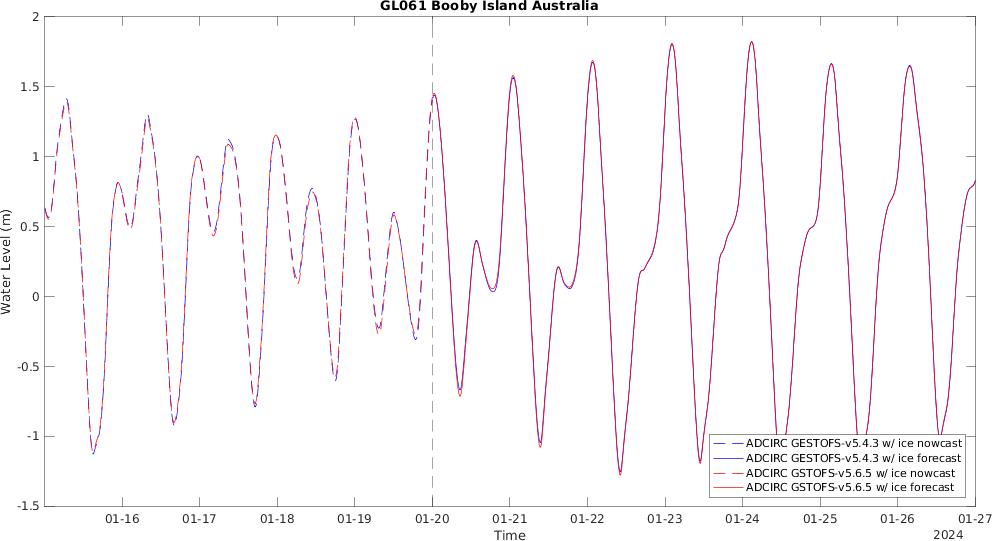 GL061 Booby Island Australia
2
1.5
1
0.5
0
-0.5
-1
-1.5
Water Level (m)
ADCIRC GESTOFS-v5.4.3 w/ ice nowcast
ADCIRC GESTOFS-v5.4.3 w/ ice forecast
ADCIRC GSTOFS-v5.6.5 w/ ice nowcast
ADCIRC GSTOFS-v5.6.5 w/ ice forecast
01-16 01-17 01-18 01-19 01-20 01-21 01-22 01-23 01-24 01-25 01-26 01-27
Time
2024